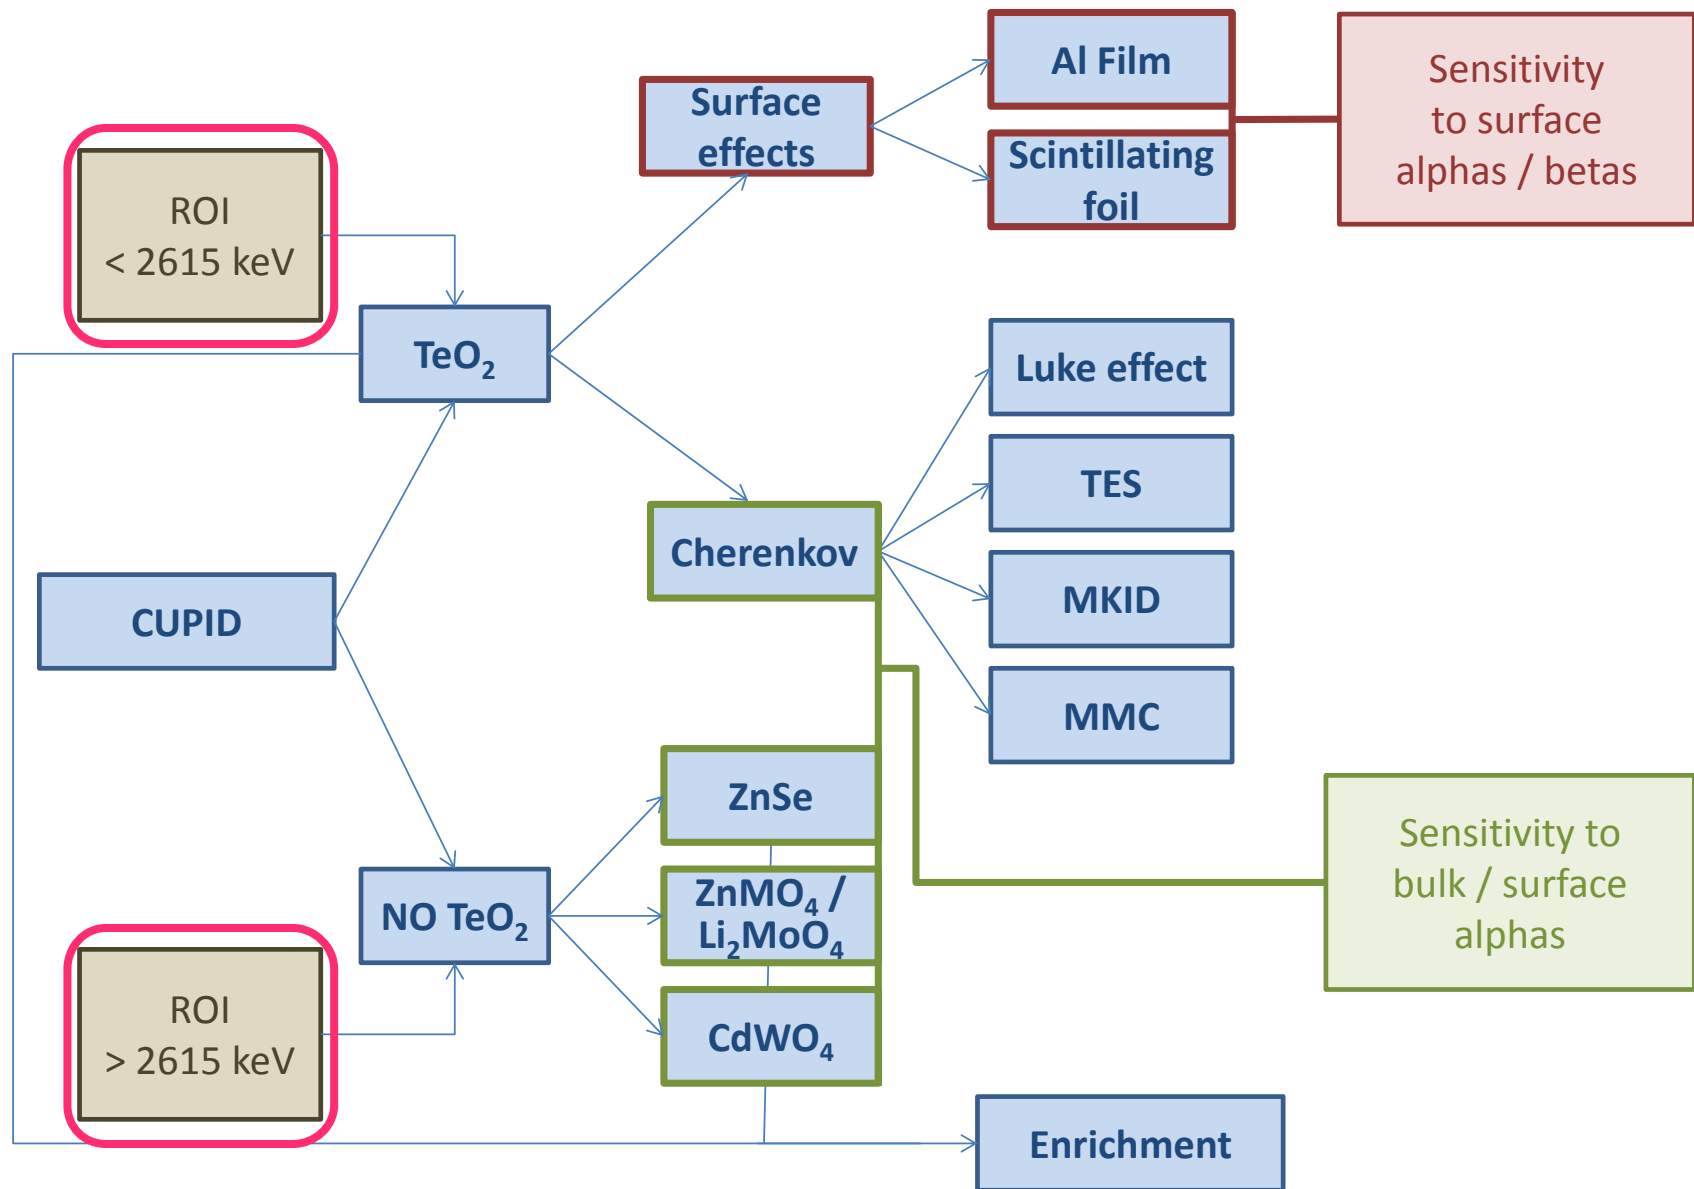 Al Film
Surface
effects
Scintillating
foil
Sensitivity
to surface
alphas / betas
ROI
< 2615 keV
TeO₂
Luke effect
TES
Cherenkov
MKID
MMC
CUPID
ZnSe
NO TeO₂
ZnMO₄ /
Li₂MoO₄
CdWO₄
Sensitivity to
bulk / surface
alphas
ROI
> 2615 keV
Enrichment